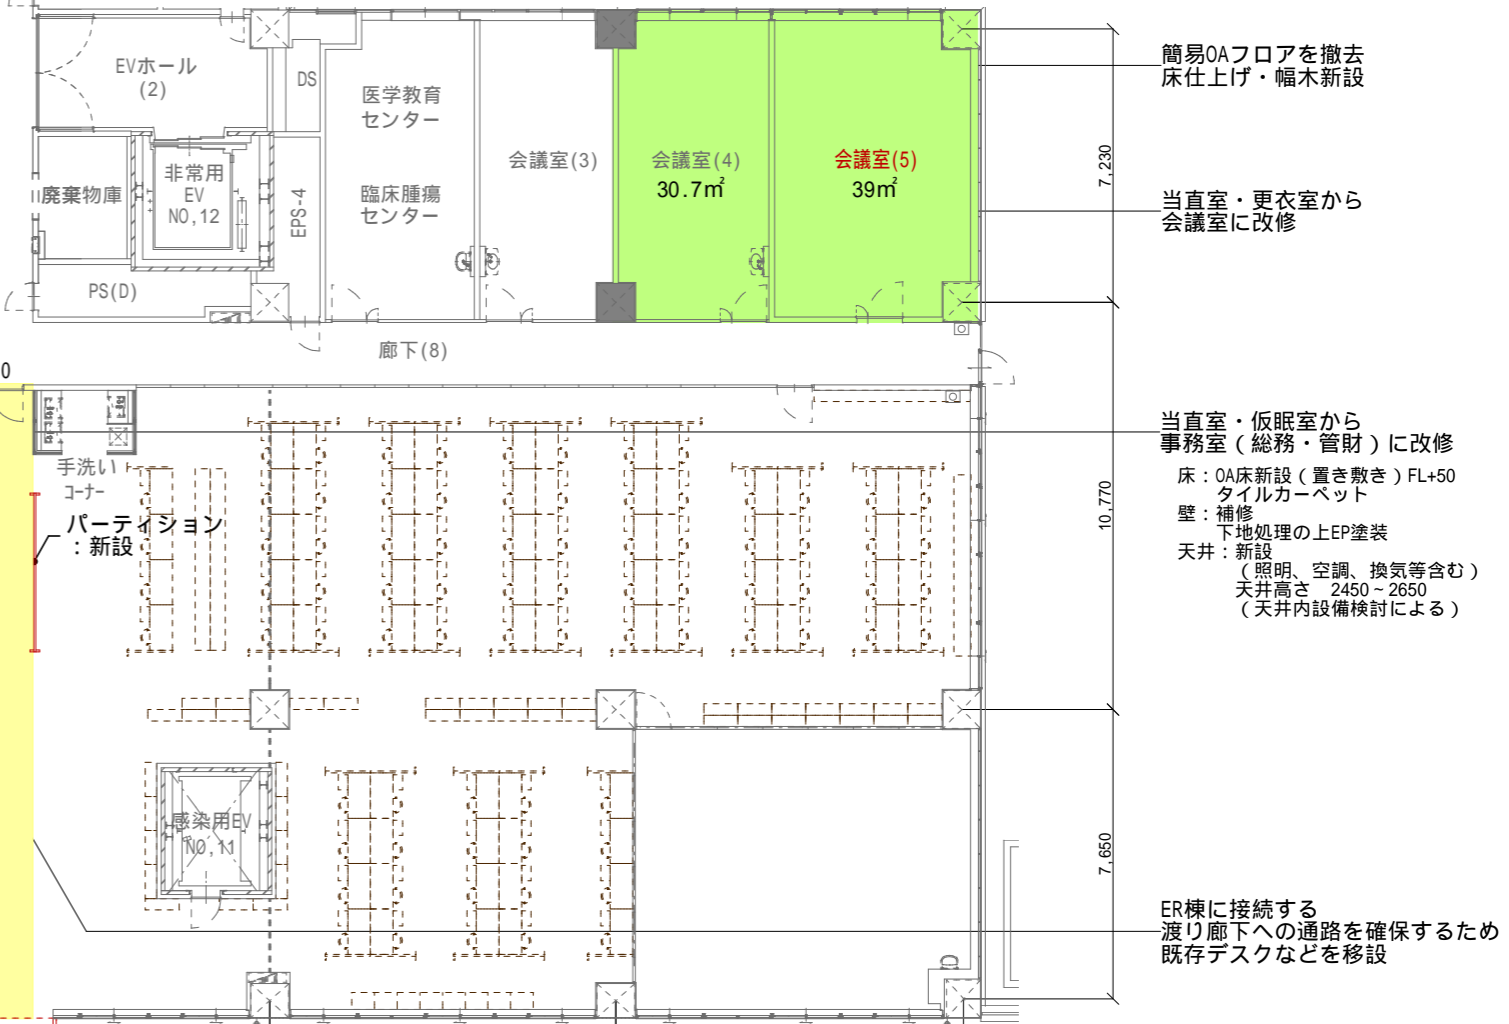 EVホール
(2)
DS
医学教育
センター
臨床腫瘍
センター
会議室(3)
会議室(4)
30.7㎡
会議室(5)
39㎡
簡易OAフロアを撤去
床仕上げ・幅木新設
7,230
廃棄物庫
非常用
EV
NO,12
EPS-4
PS(D)
当直室・更衣室から
会議室に改修
廊下(8)
0
手洗い
コーナー
パーティション
：新設
当直室・仮眠室から
事務室（総務・管財）に改修
床：OA床新設（置き敷き）FL+50
タイルカーペット
壁：補修
下地処理の上EP塗装
天井：新設
（照明、空調、換気等含む）
天井高さ 2450～2650
（天井内設備検討による）
10,770
感染用EV
NO,11
7,650
ER棟に接続する
渡り廊下への通路を確保するため
既存デスクなどを移設